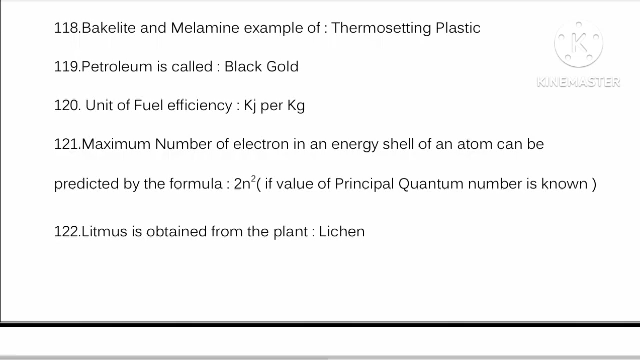 118.Bakelite and Melamine example of : Thermosetting Plastic
119.Petroleum is called : Black Gold
120. Unit of Fuel efficiency : Kj per Kg
121.Maximum Number of electron in an energy shell of an atom can be
predicted by the formula : 2n²( if value of Principal Quantum number is known )
122.Litmus is obtained from the plant : Lichen
K
KINEMASTER